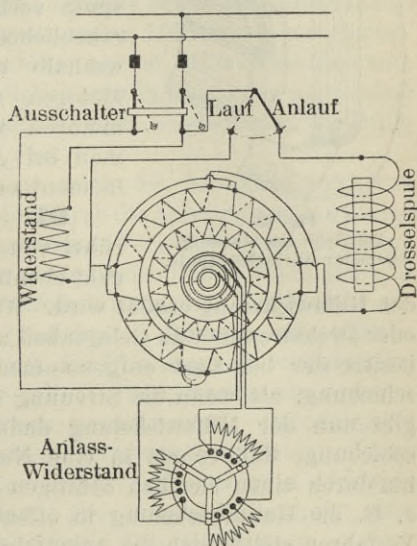 Ausschalter
Lauf
Anlauf.
Widerstand
Drosselspule
Anlass-
Widerstand